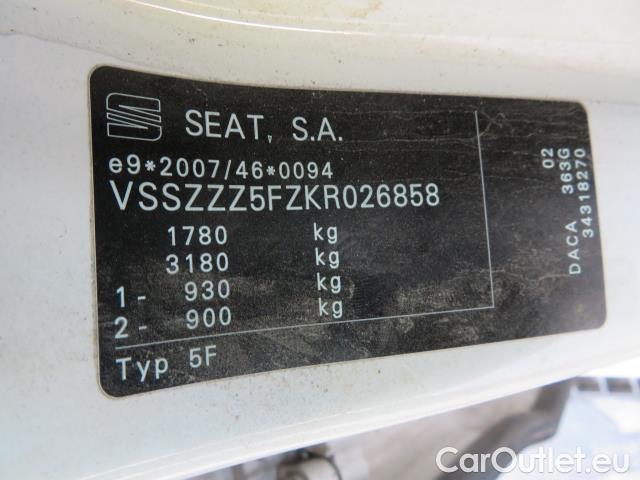 SEAT, S.A.
e9*2007/46*0094
VSSZZZ5FZKR026858
1780 kg
3180 kg
1- 930 kg
2- 900 kg
Typ 5F
02
DACA 363G
34318270
CarOutlet.eu